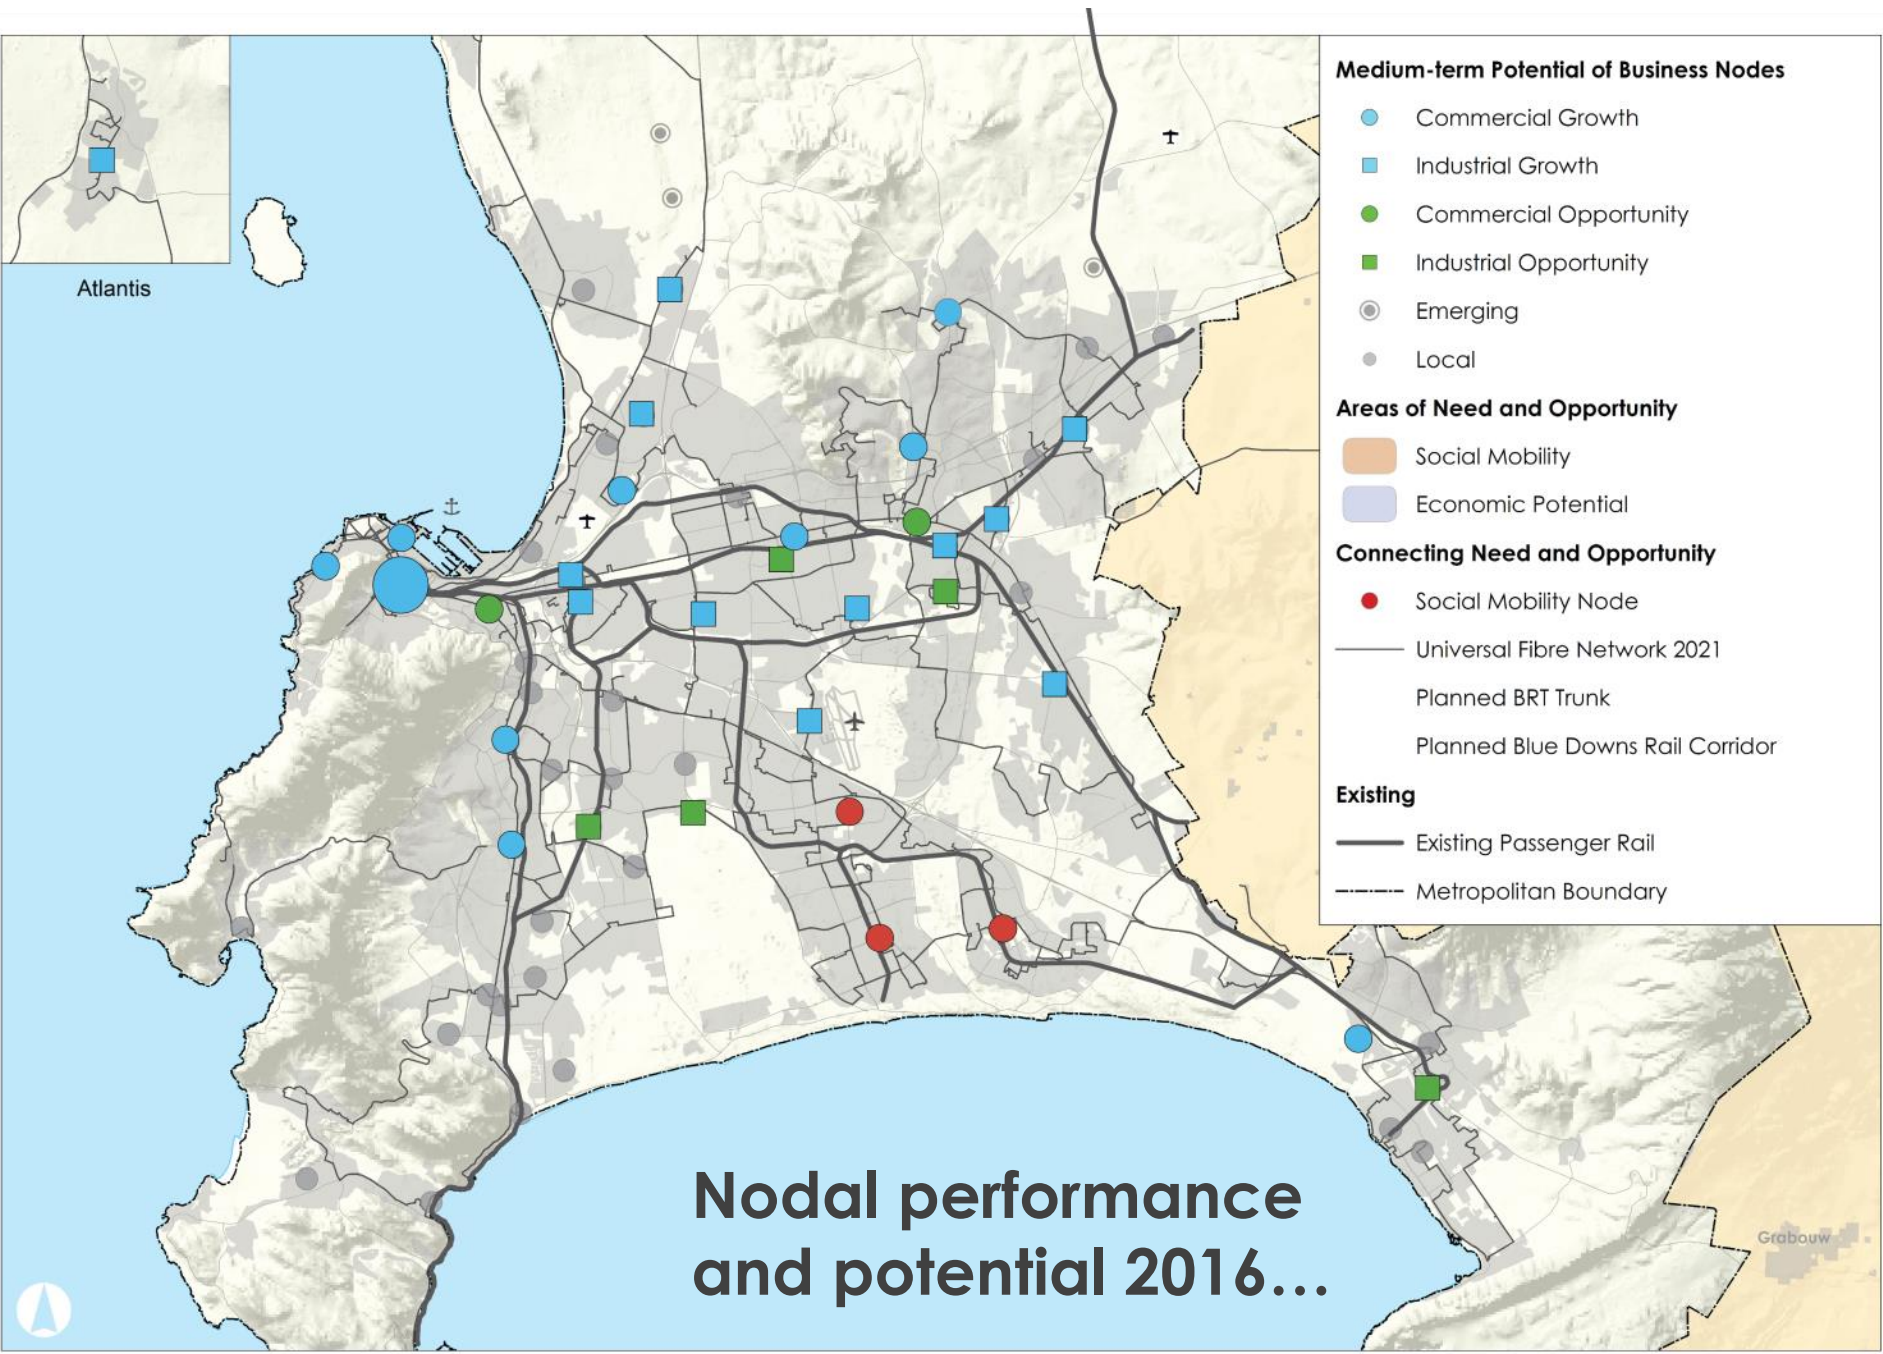 Atlantis
Medium-term Potential of Business Nodes
Commercial Growth
Industrial Growth
Commercial Opportunity
Industrial Opportunity
Emerging
Local
Areas of Need and Opportunity
Social Mobility
Economic Potential
Connecting Need and Opportunity
Social Mobility Node
Universal Fibre Network 2021
Planned BRT Trunk
Planned Blue Downs Rail Corridor
Existing
Existing Passenger Rail
Metropolitan Boundary
Grabouw
Nodal performance
and potential 2016...